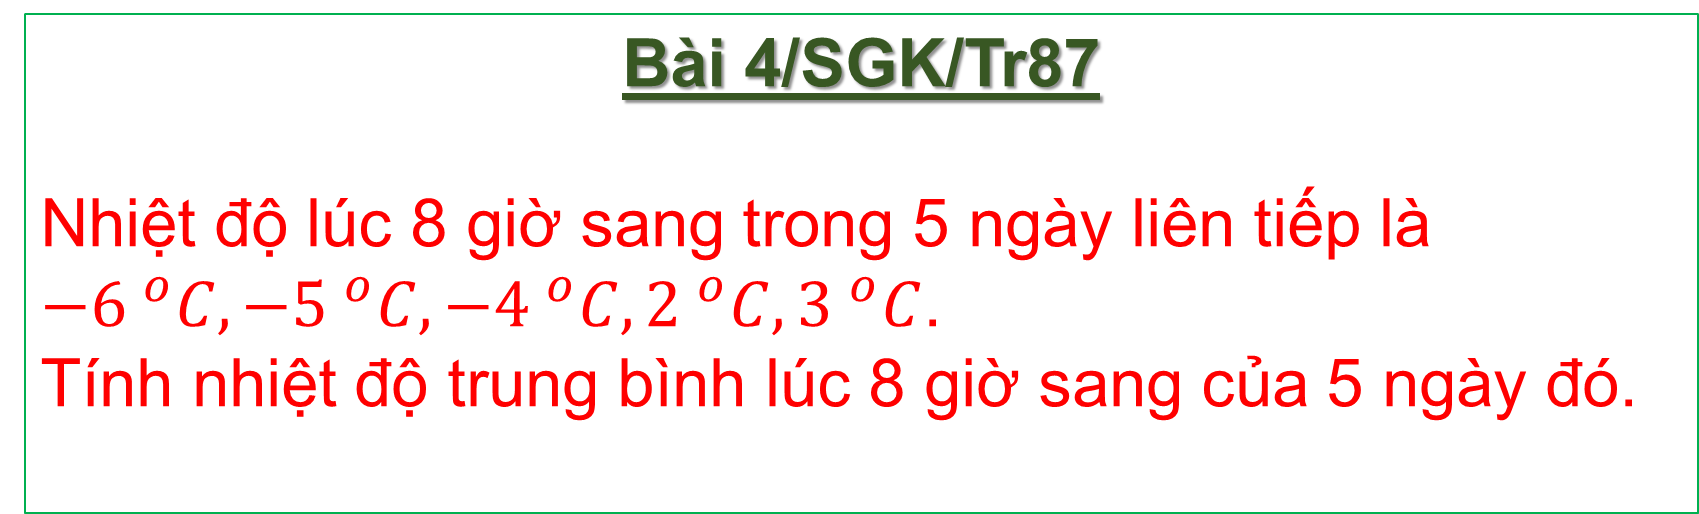 Bài 4/SGK/Tr87
Nhiệt độ lúc 8 giờ sang trong 5 ngày liên tiếp là
−6 ᵒC, −5 ᵒC, −4 ᵒC, 2 ᵒC, 3 ᵒC.
Tính nhiệt độ trung bình lúc 8 giờ sang của 5 ngày đó.